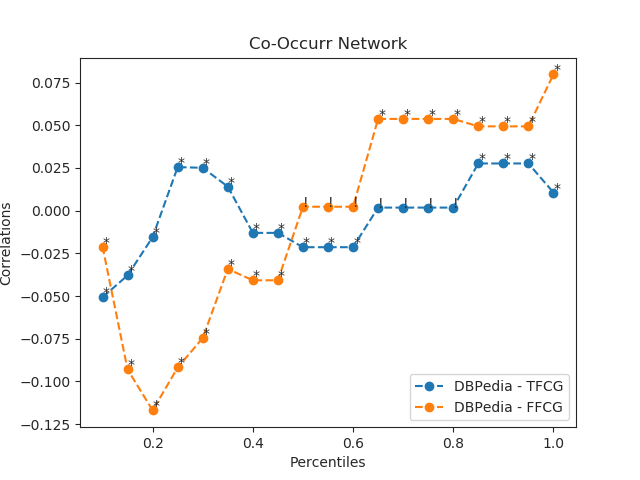 Co-Occurr Network
0.075
0.050
0.025
0.000
−0.025
−0.050
−0.075
−0.100
−0.125
Correlations
0.2 0.4 0.6 0.8 1.0
Percentiles
DBPedia - TFCG
DBPedia - FFCG